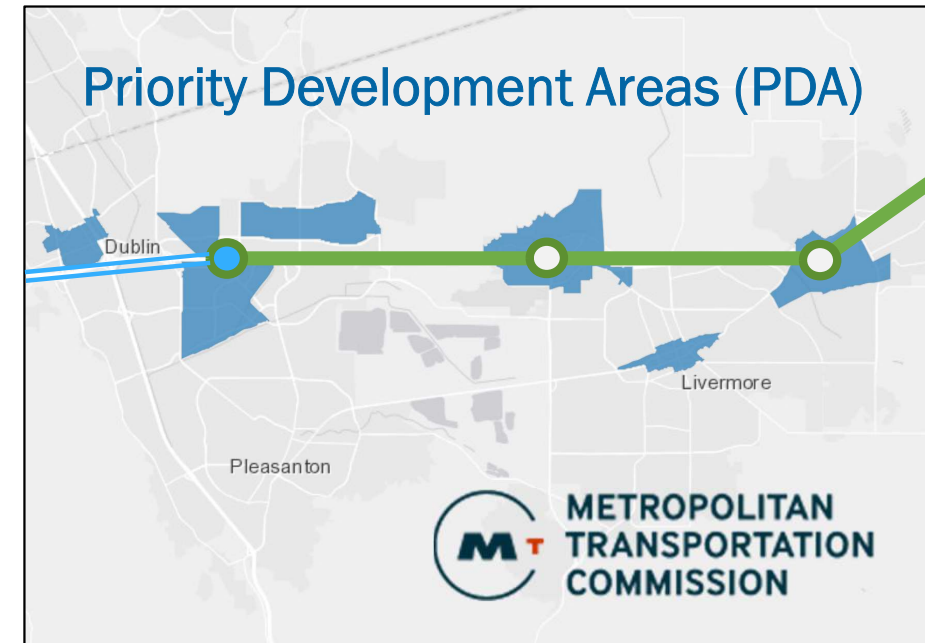 Priority Development Areas (PDA)
Dublin
Livermore
Pleasanton
METROPOLITAN
M T TRANSPORTATION
COMMISSION